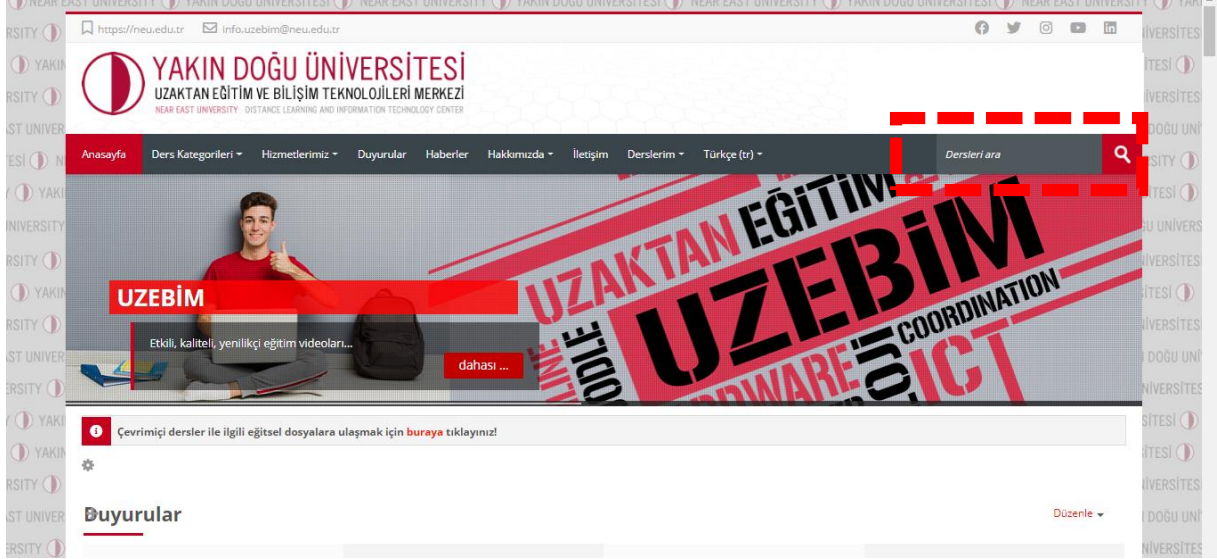 https://neu.edu.tr info.uzebim@neu.edu.tr
YAKIN DOĞU ÜNİVERSİTESİ
UZAKTAN EĞİTİM VE BİLİŞİM TEKNOLOJİLERİ MERKEZİ
NEAR EAST UNIVERSITY DISTANCE LEARNING AND INFORMATION TECHNOLOGY CENTER
Anasayfa Ders Kategorileri Hizmetlerimiz Duyurular Haberler Hakkımızda İletişim Derslerim Türkçe (tr) Dersleri ara
UZAKTAN EĞİTİM
UZEBİM
COORDINATION
ICT
UZEBİM
Etkili, kaliteli, yenilikçi eğitim videoları...
dahası ...
Çevrimiçi dersler ile ilgili eğitsel dosyalara ulaşmak için buraya tıklayınız!
Duyurular
Düzenle